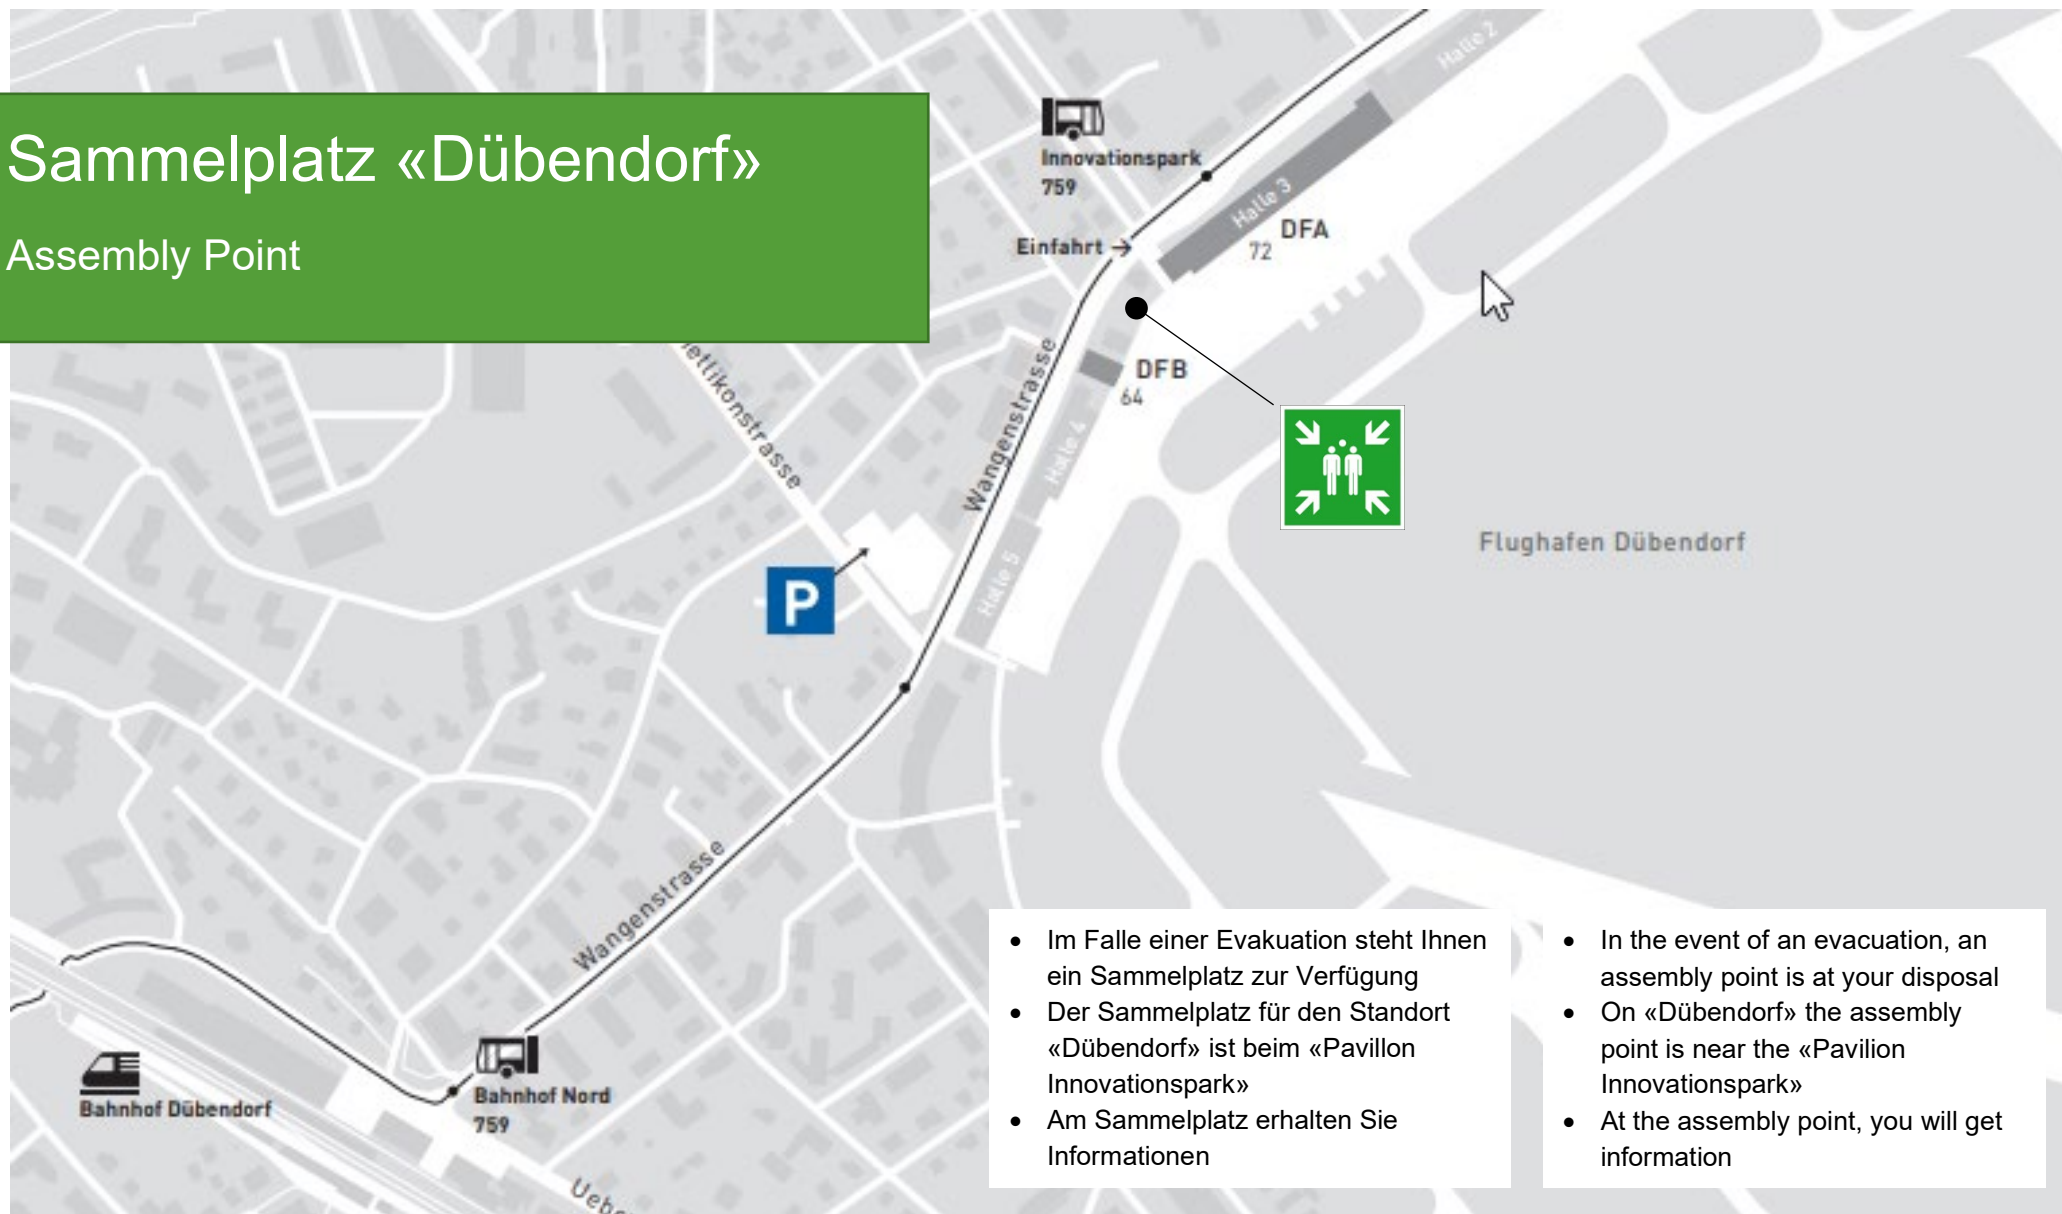 Sammelplatz «Dübendorf»
Assembly Point
Halle 2
Innovationspark
759
Halle 3
Einfahrt →
DFA
72
Wangenstrasse
DFB
64
Halle 4
Flughafen Dübendorf
Halle 5
P
Wangenstrasse
• Im Falle einer Evakuation steht Ihnen
ein Sammelplatz zur Verfügung
• Der Sammelplatz für den Standort
«Dübendorf» ist beim «Pavillon
Innovationspark»
• Am Sammelplatz erhalten Sie
Informationen
• In the event of an evacuation, an
assembly point is at your disposal
• On «Dübendorf» the assembly
point is near the «Pavilion
Innovationspark»
• At the assembly point, you will get
information
Bahnhof Dübendorf
Bahnhof Nord
759